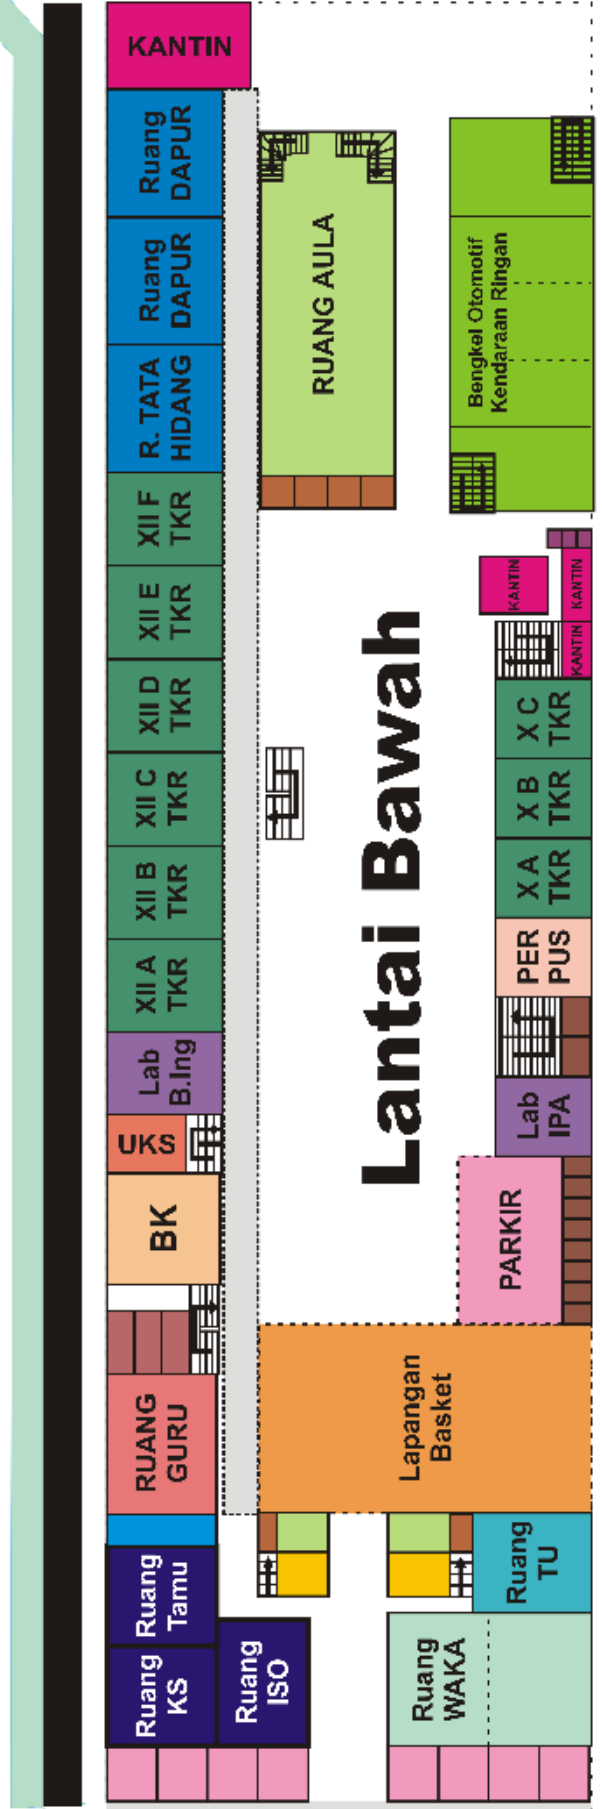 KANTIN
Ruang
DAPUR
Ruang
DAPUR
R. TATA
HIDANG
XII F
TKR
XII E
TKR
XII D
TKR
XII C
TKR
XII B
TKR
XII A
TKR
Lab
B.Ing
UKS
BK
RUANG
GURU
Ruang
Tamu
Ruang
KS
Ruang
ISO
RUANG AULA
Lantai Bawah
Bengkel Otomotif
Kendaraan Ringan
KANTIN
KANTIN
KANTIN
X C
TKR
X B
TKR
X A
TKR
PER
PUS
Lab
IPA
PARKIR
Lapangan
Basket
Ruang
TU
Ruang
WAKA